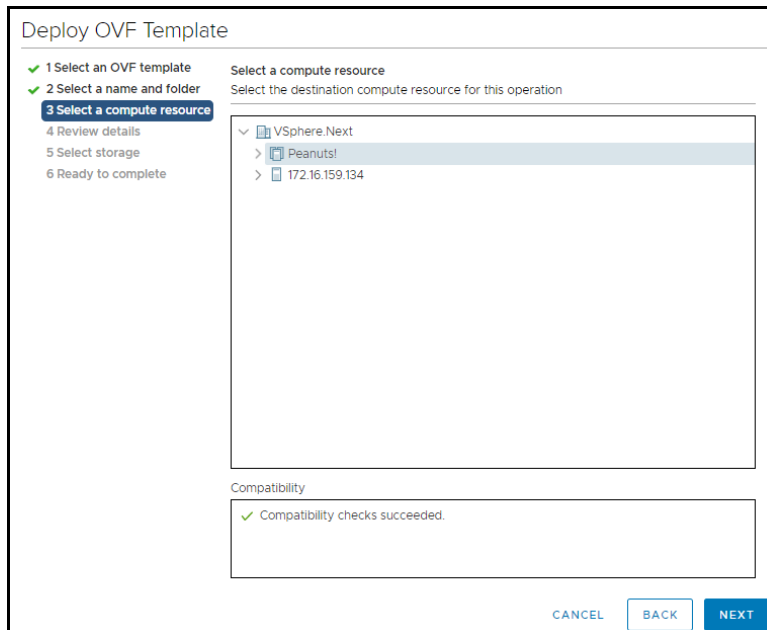 Deploy OVF Template
1 Select an OVF template
2 Select a name and folder
3 Select a compute resource
4 Review details
5 Select storage
6 Ready to complete
Select a compute resource
Select the destination compute resource for this operation
VSphere.Next
Peanuts!
172.16.159.134
Compatibility
Compatibility checks succeeded.
CANCEL
BACK
NEXT